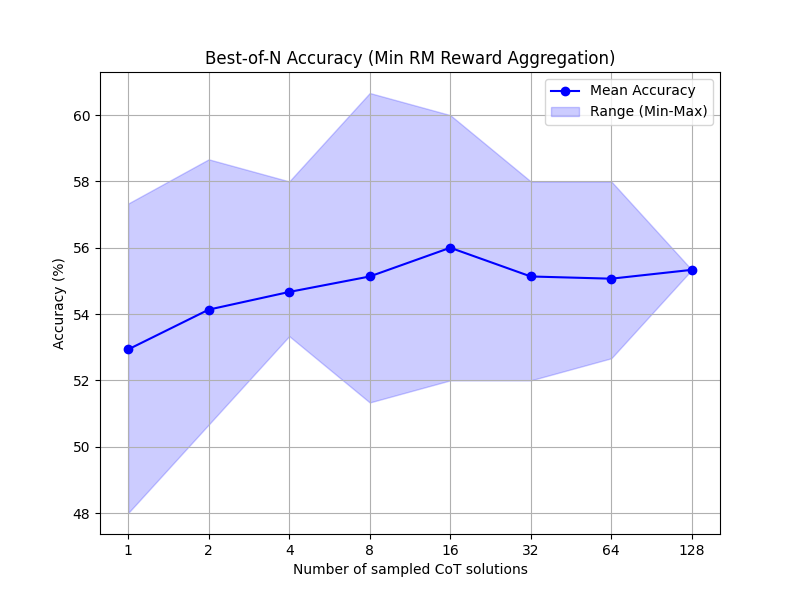 Best-of-N Accuracy (Min RM Reward Aggregation)
Mean Accuracy
Range (Min-Max)
Accuracy (%)
60
58
56
54
52
50
48
1 2 4 8 16 32 64 128
Number of sampled CoT solutions